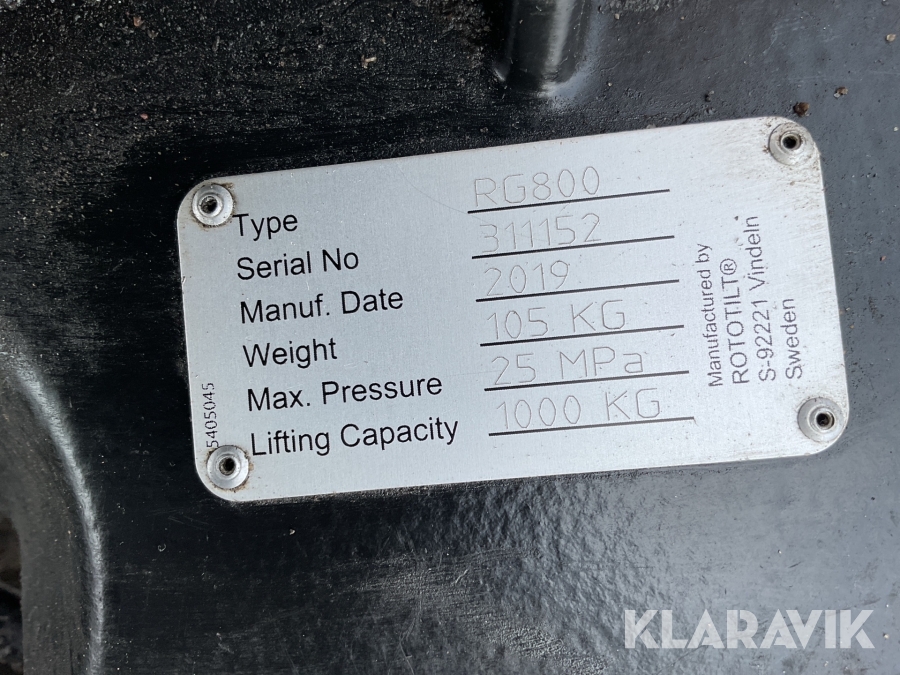 Type RG800
Serial No 311152
Manuf. Date 2019
Weight 105 KG
Max. Pressure 25 MPa
Lifting Capacity 1000 KG
5405045
Manufactured by
ROTOTILT®
S-92221 Vindeln
Sweden
KLARAVIK